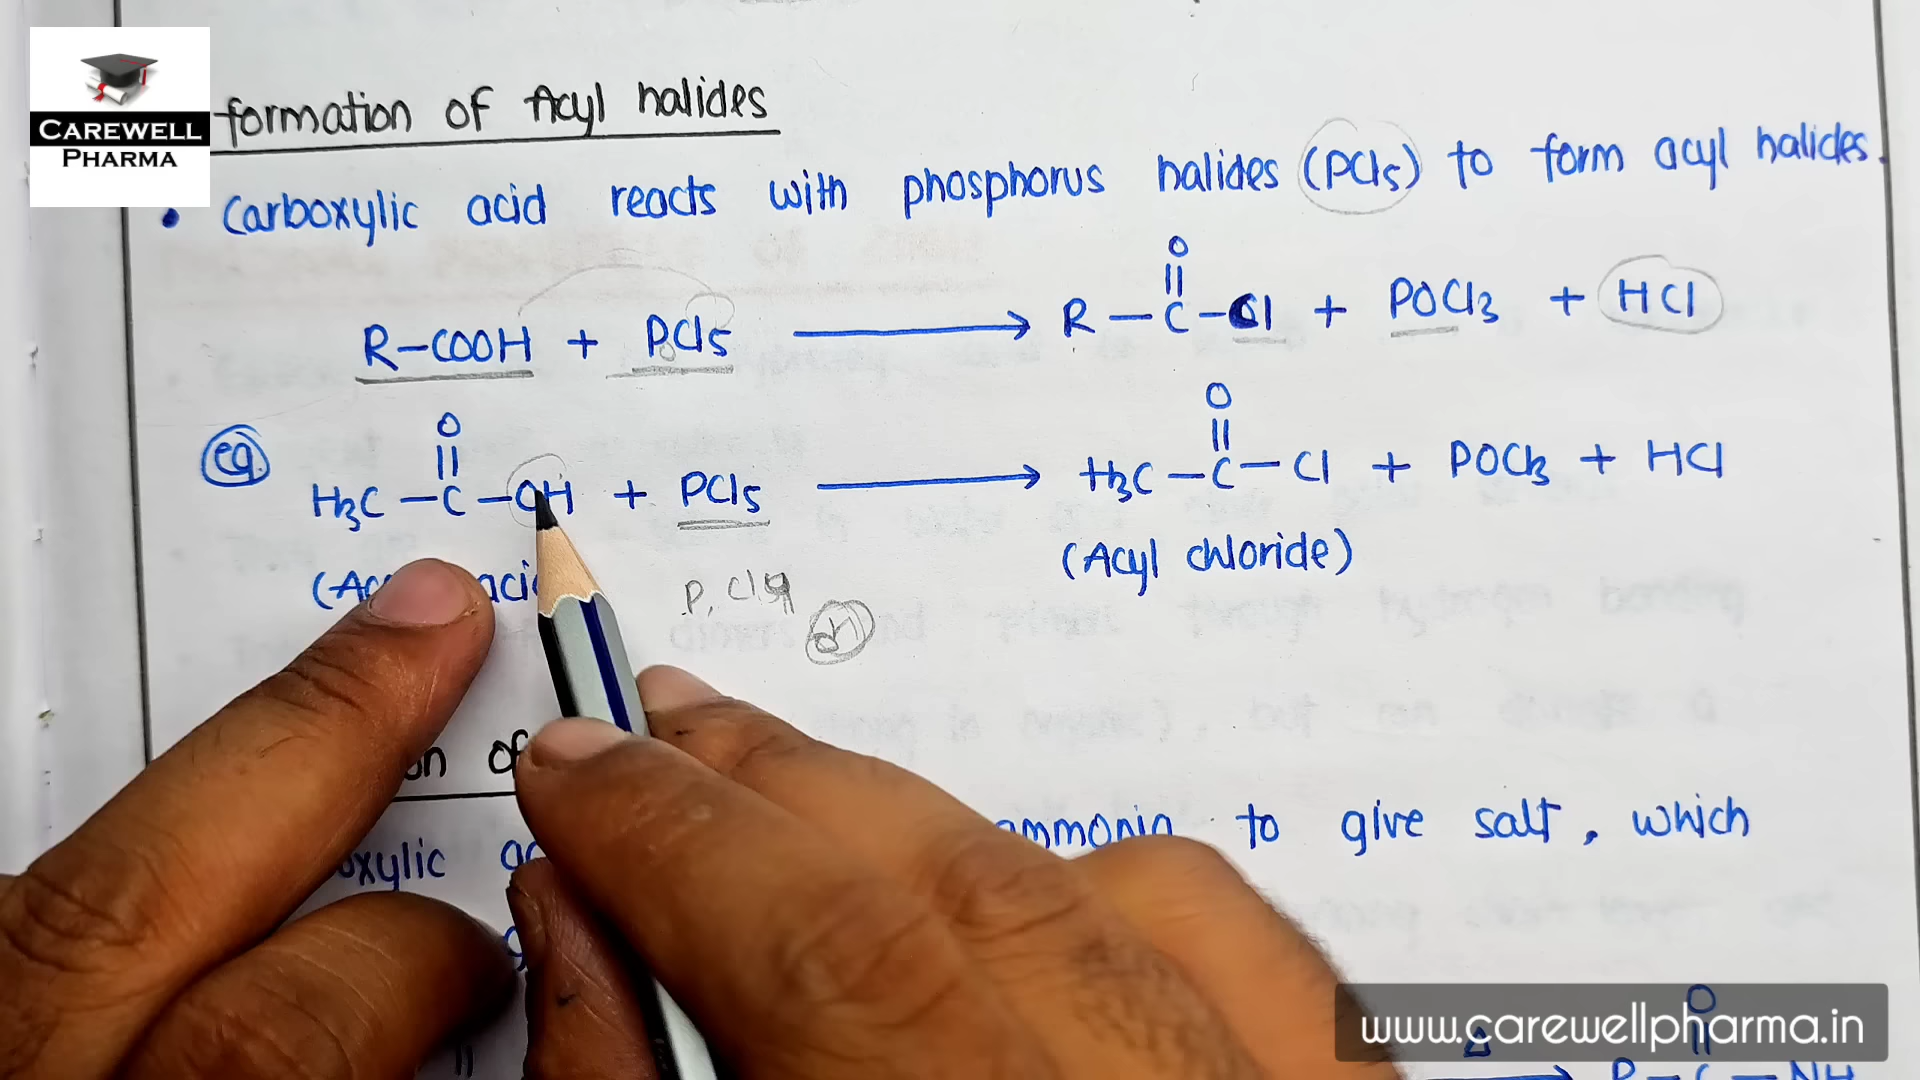 CAREWELL
PHARMA
formation of Acyl halides
• Carboxylic acid reacts with phosphorus halides (PCl5) to form acyl halides.
O
||
R–COOH + PCl5 ⟶ R – C – Cl + POCl3 + HCl
eg
O O
|| ||
H3C – C – OH + PCl5 ⟶ H3C – C – Cl + POCl3 + HCl
(Acyl chloride)
P, Cl
to give salt, which
www.carewellpharma.in
O
||
Δ
R – C – NH